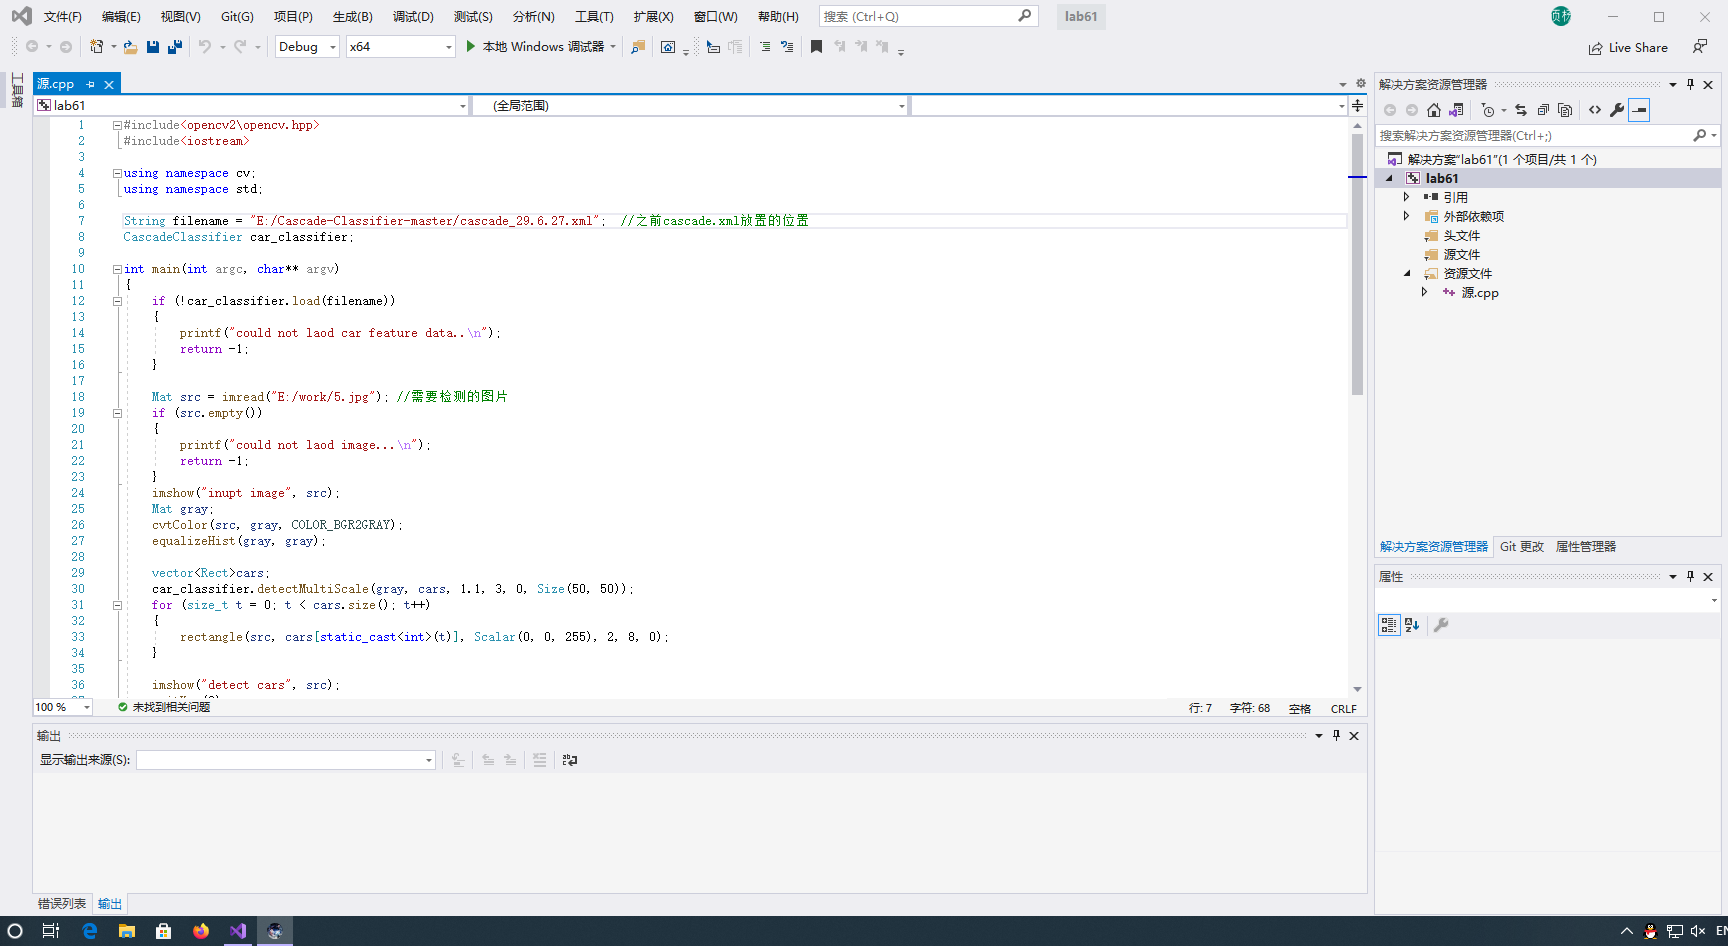 文件(F) 编辑(E) 视图(V) Git(G) 项目(P) 生成(B) 调试(D) 测试(S) 分析(N) 工具(T) 扩展(X) 窗口(W) 帮助(H) 搜索 (Ctrl+Q) lab61
Debug x64 本地 Windows 调试器 Live Share
工具箱
源.cpp
lab61 (全局范围)
1 #include<opencv2\opencv.hpp>
2 #include<iostream>
3
4 using namespace cv;
5 using namespace std;
6
7 String filename = "E:/Cascade-Classifier-master/cascade_29.6.27.xml"; //之前cascade.xml放置的位置
8 CascadeClassifier car_classifier;
9
10 int main(int argc, char** argv)
11 {
12 if (!car_classifier.load(filename))
13 {
14 printf("could not laod car feature data..\n");
15 return -1;
16 }
17
18 Mat src = imread("E:/work/5.jpg"); //需要检测的图片
19 if (src.empty())
20 {
21 printf("could not laod image...\n");
22 return -1;
23 }
24 imshow("inupt image", src);
25 Mat gray;
26 cvtColor(src, gray, COLOR_BGR2GRAY);
27 equalizeHist(gray, gray);
28
29 vector<Rect>cars;
30 car_classifier.detectMultiScale(gray, cars, 1.1, 3, 0, Size(50, 50));
31 for (size_t t = 0; t < cars.size(); t++)
32 {
33 rectangle(src, cars[static_cast<int>(t)], Scalar(0, 0, 255), 2, 8, 0);
34 }
35
36 imshow("detect cars", src);
100 % 未找到相关问题 行: 7 字符: 68 空格 CRLF
输出
显示输出来源(S):
错误列表 输出
解决方案资源管理器
搜索解决方案资源管理器(Ctrl+;)
解决方案"lab61"(1 个项目/共 1 个)
lab61
引用
外部依赖项
头文件
源文件
资源文件
源.cpp
解决方案资源管理器 Git 更改 属性管理器
属性